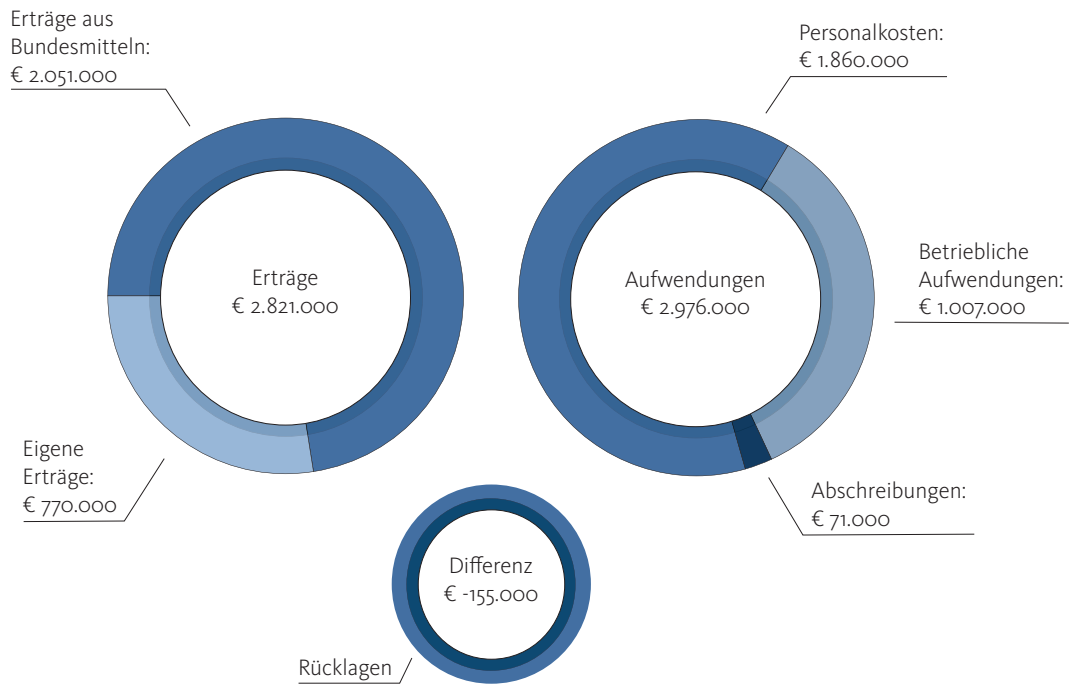 Erträge aus
Bundesmitteln:
€ 2.051.000
Personalkosten:
€ 1.860.000
Erträge
€ 2.821.000
Aufwendungen
€ 2.976.000
Betriebliche
Aufwendungen:
€ 1.007.000
Eigene
Erträge:
€ 770.000
Abschreibungen:
€ 71.000
Differenz
€ -155.000
Rücklagen